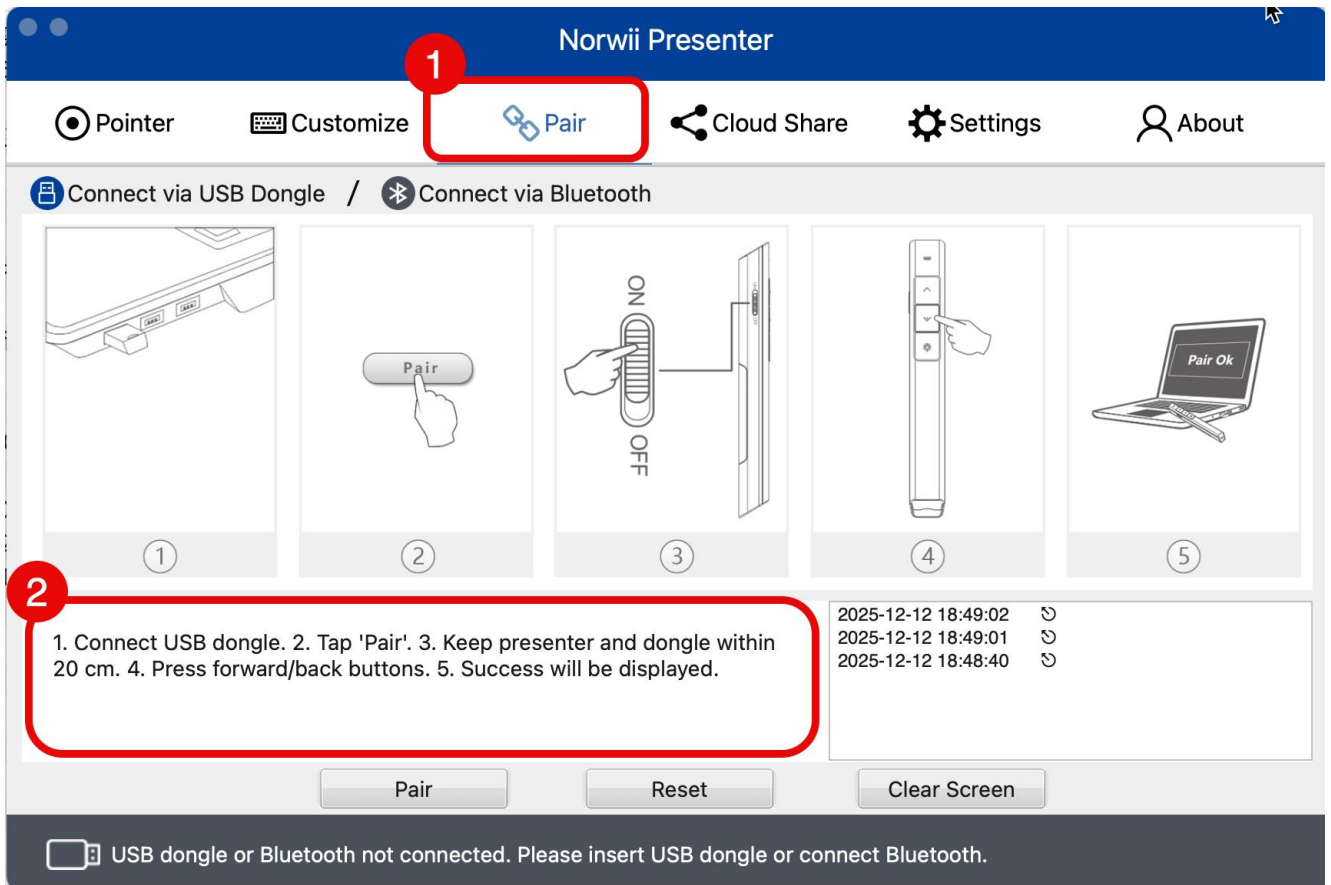 Norwii Presenter
1
Pointer Customize Pair Cloud Share Settings About
Connect via USB Dongle / Connect via Bluetooth
Pair
ON
OFF
Pair Ok
1 2 3 4 5
2
1. Connect USB dongle. 2. Tap 'Pair'. 3. Keep presenter and dongle within
20 cm. 4. Press forward/back buttons. 5. Success will be displayed.
2025-12-12 18:49:02
2025-12-12 18:49:01
2025-12-12 18:48:40
Pair Reset Clear Screen
USB dongle or Bluetooth not connected. Please insert USB dongle or connect Bluetooth.